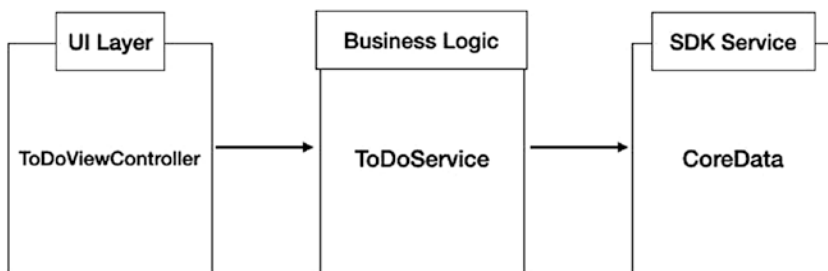 UI Layer
Business Logic
SDK Service
ToDoViewController
ToDoService
CoreData